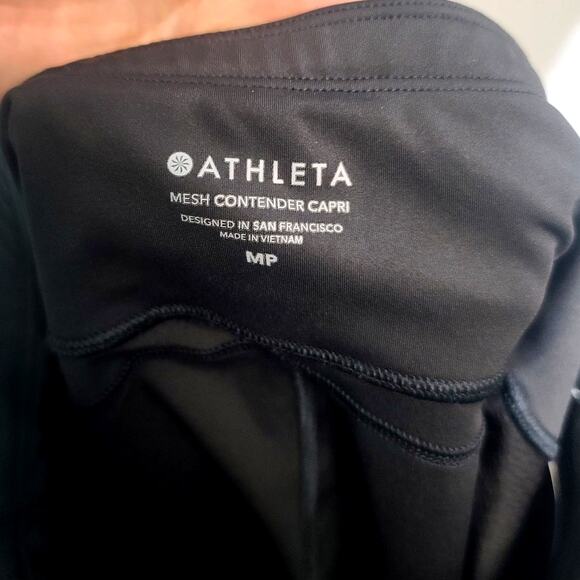 ATHLETA
MESH CONTENDER CAPRI
DESIGNED IN SAN FRANCISCO
MADE IN VIETNAM
MP